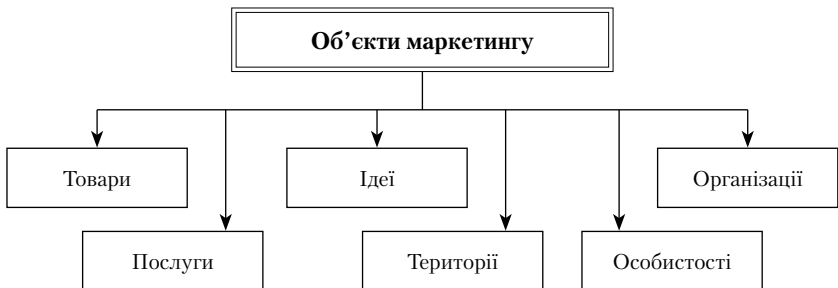 Об’єкти маркетингу
Товари
Ідеї
Організації
Послуги
Території
Особистості